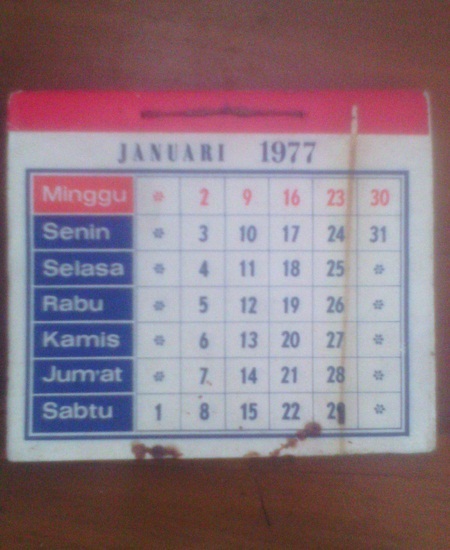 JANUARI 1977
Minggu * 2 9 16 23 30
Senin * 3 10 17 24 31
Selasa * 4 11 18 25 *
Rabu * 5 12 19 26 *
Kamis * 6 13 20 27 *
Jum'at * 7 14 21 28 *
Sabtu 1 8 15 22 29 *